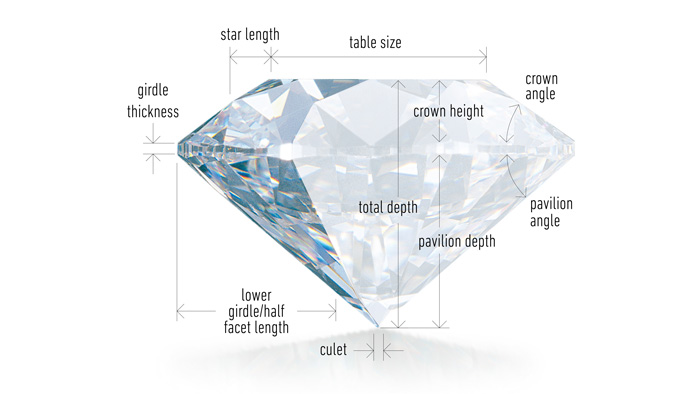 star length
table size
crown
angle
girdle
thickness
crown height
total depth
pavilion
angle
pavilion depth
lower
girdle/half
facet length
culet